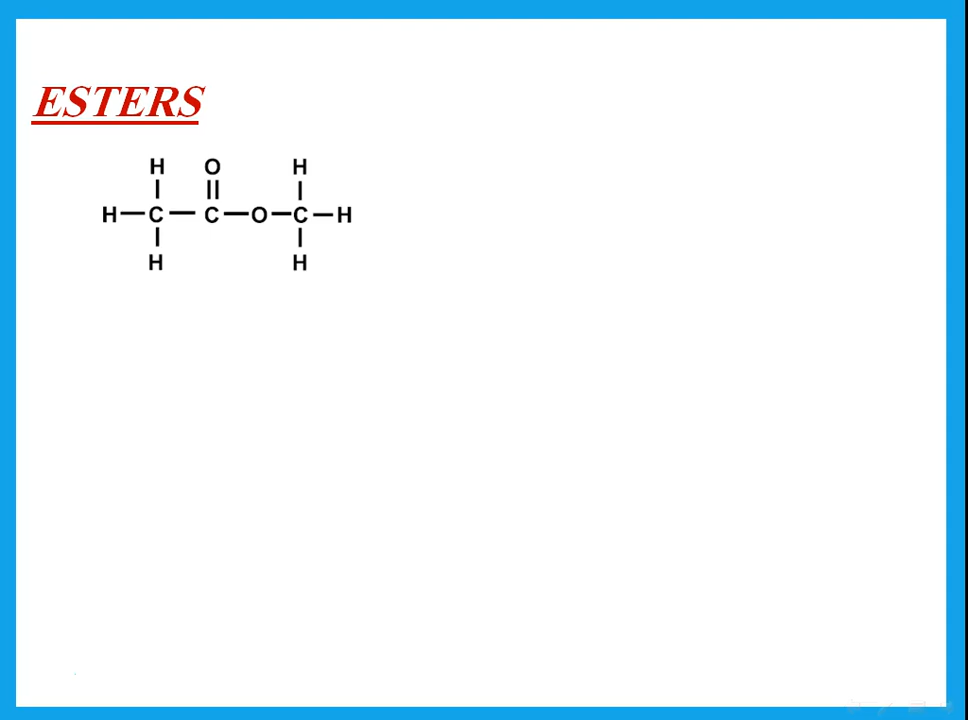 ESTERS
H O H
H C C O C H
H H